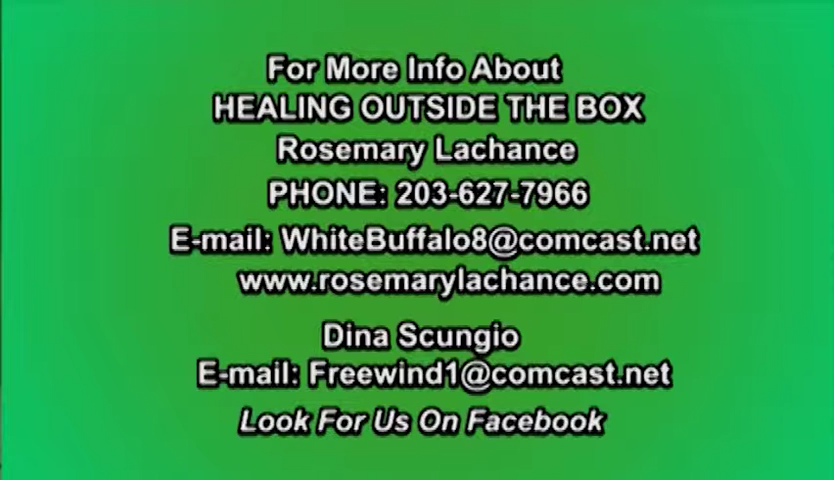 For More Info About
HEALING OUTSIDE THE BOX
Rosemary Lachance
PHONE: 203-627-7966
E-mail: WhiteBuffalo8@comcast.net
www.rosemarylachance.com
Dina Scungio
E-mail: Freewind1@comcast.net
Look For Us On Facebook